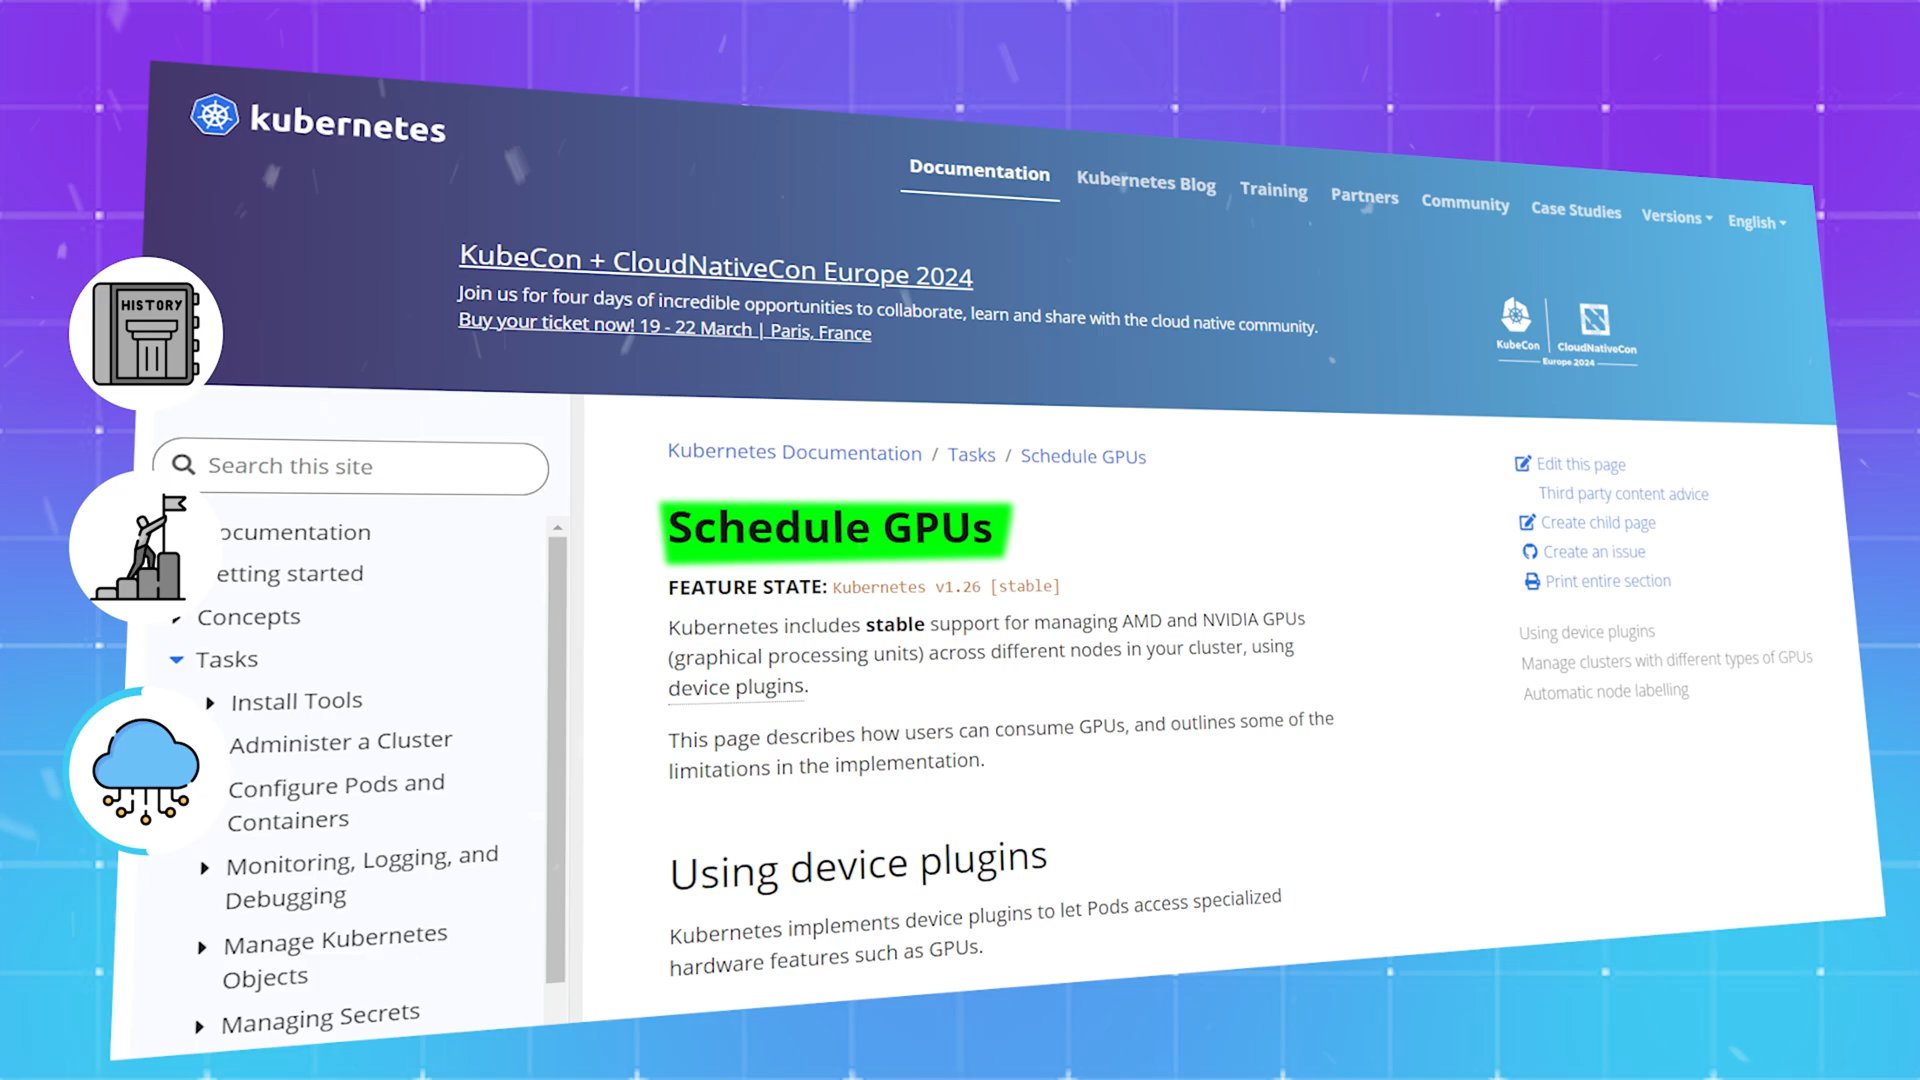 kubernetes
Documentation
Kubernetes Blog
Training
Partners
Community
Case Studies
Versions
English
KubeCon + CloudNativeCon Europe 2024
Join us for four days of incredible opportunities to collaborate, learn and share with the cloud native community.
Buy your ticket now! 19 - 22 March | Paris, France
KubeCon
CloudNativeCon
Europe 2024
HISTORY
Search this site
ocumentation
etting started
Concepts
Tasks
Install Tools
Administer a Cluster
Configure Pods and
Containers
Monitoring, Logging, and
Debugging
Manage Kubernetes
Objects
Managing Secrets
Kubernetes Documentation / Tasks / Schedule GPUs
Schedule GPUs
FEATURE STATE: Kubernetes v1.26 [stable]
Kubernetes includes stable support for managing AMD and NVIDIA GPUs
(graphical processing units) across different nodes in your cluster, using
device plugins.
This page describes how users can consume GPUs, and outlines some of the
limitations in the implementation.
Using device plugins
Kubernetes implements device plugins to let Pods access specialized
hardware features such as GPUs.
Edit this page
Third party content advice
Create child page
Create an issue
Print entire section
Using device plugins
Manage clusters with different types of GPUs
Automatic node labelling